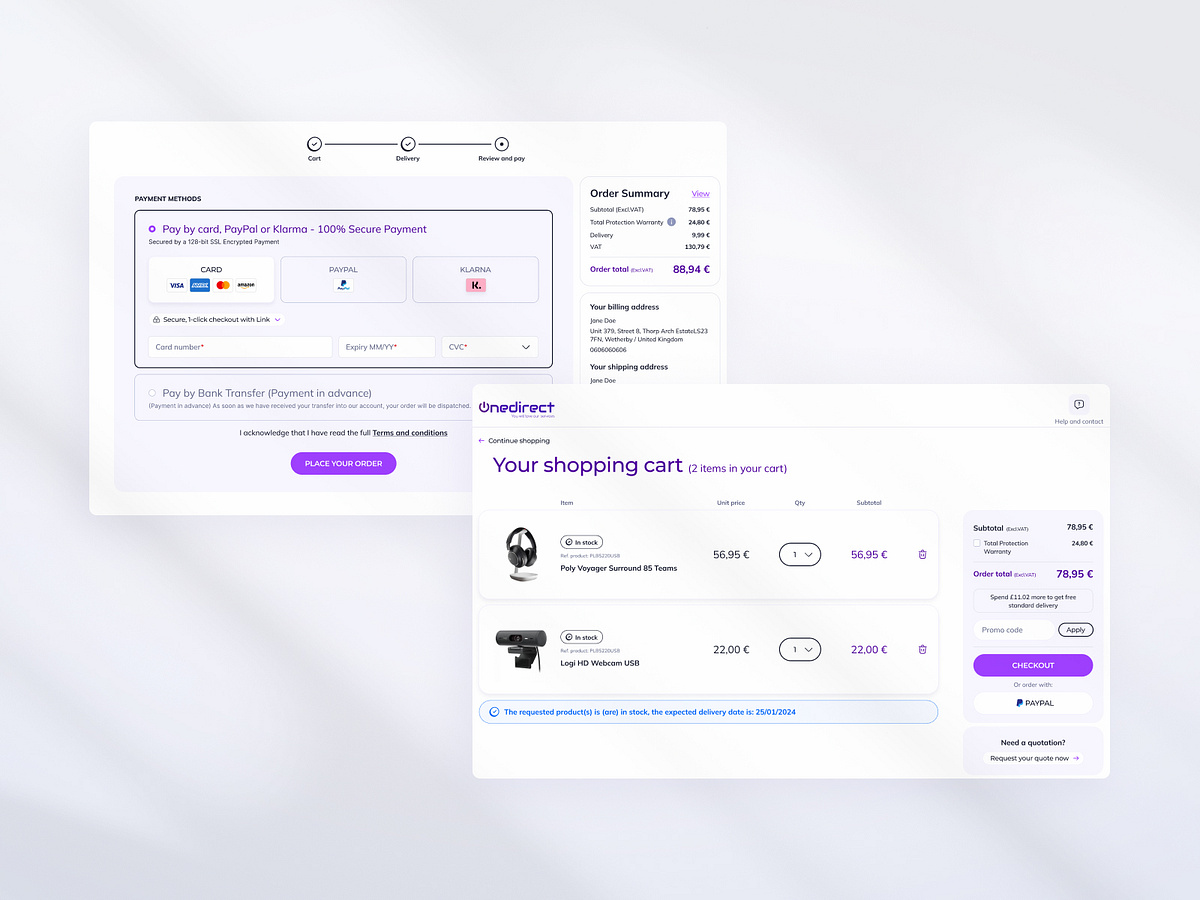 Cart
Delivery
Review and pay
PAYMENT METHODS
Pay by card, PayPal or Klarna - 100% Secure Payment
Secured by a 128-bit SSL Encrypted Payment
CARD
VISA
amazon
PAYPAL
PayPal
KLARNA
K.
Secure, 1-click checkout with Link
Card number*
Expiry MM/YY*
CVC*
Pay by Bank Transfer (Payment in advance)
(Payment in advance) As soon as we have received your transfer into our account, your order will be dispatched.
I acknowledge that I have read the full Terms and conditions
PLACE YOUR ORDER
Order Summary View
Subtotal (Excl.VAT) 78,95 €
Total Protection Warranty i 24,80 €
Delivery 9,99 €
VAT 130,79 €
Order total (Excl.VAT) 88,94 €
Your billing address
Jane Doe
Unit 379, Street 8, Thorp Arch EstateLS23
7FN, Wetherby / United Kingdom
0606060606
Your shipping address
Jane Doe
Onedirect
Help and contact
Continue shopping
Your shopping cart (2 items in your cart)
Item Unit price Qty Subtotal
In stock
Ref. product: PLB5220USB
Poly Voyager Surround 85 Teams
56,95 € 1 56,95 €
In stock
Ref. product: PLB5220USB
Logi HD Webcam USB
22,00 € 1 22,00 €
The requested product(s) is (are) in stock, the expected delivery date is: 25/01/2024
Subtotal (Excl.VAT) 78,95 €
Total Protection 24,80 €
Warranty
Order total (Excl.VAT) 78,95 €
Spend £11.02 more to get free
standard delivery
Promo code Apply
CHECKOUT
Or order with:
PAYPAL
Need a quotation?
Request your quote now